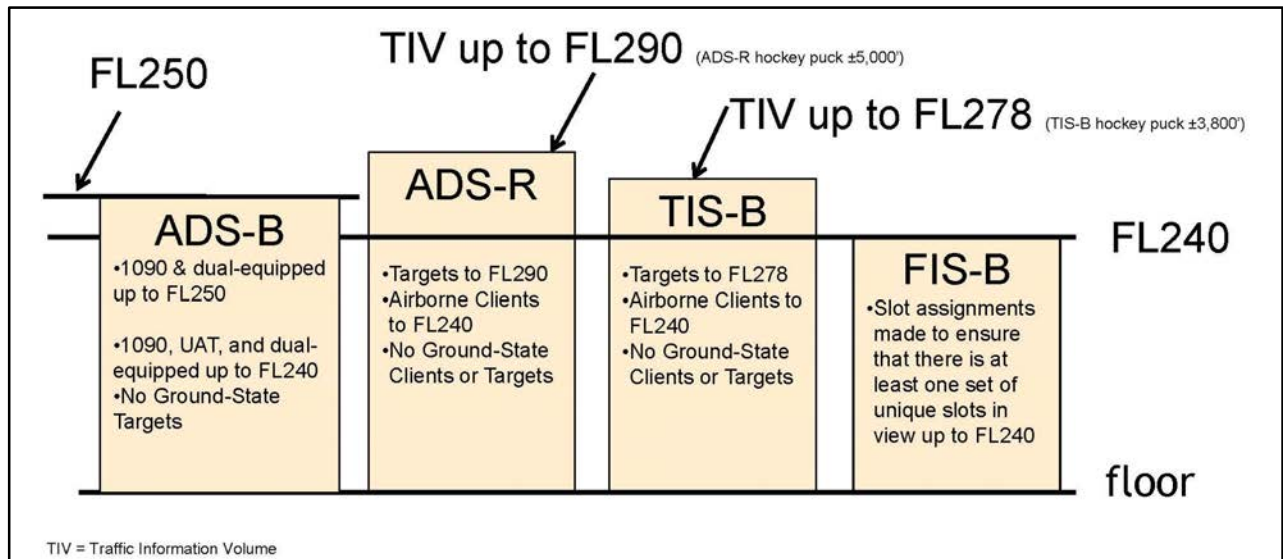 FL250
TIV up to FL290 (ADS-R hockey puck ±5,000’)
TIV up to FL278 (TIS-B hockey puck ±3,800’)
ADS-B
•1090 & dual-equipped
up to FL250
•1090, UAT, and dual-
equipped up to FL240
•No Ground-State
Targets
ADS-R
•Targets to FL290
•Airborne Clients
to FL240
•No Ground-State
Clients or Targets
TIS-B
•Targets to FL278
•Airborne Clients to
FL240
•No Ground-State
Clients or Targets
FL240
FIS-B
•Slot assignments
made to ensure
that there is at
least one set of
unique slots in
view up to FL240
floor
TIV = Traffic Information Volume